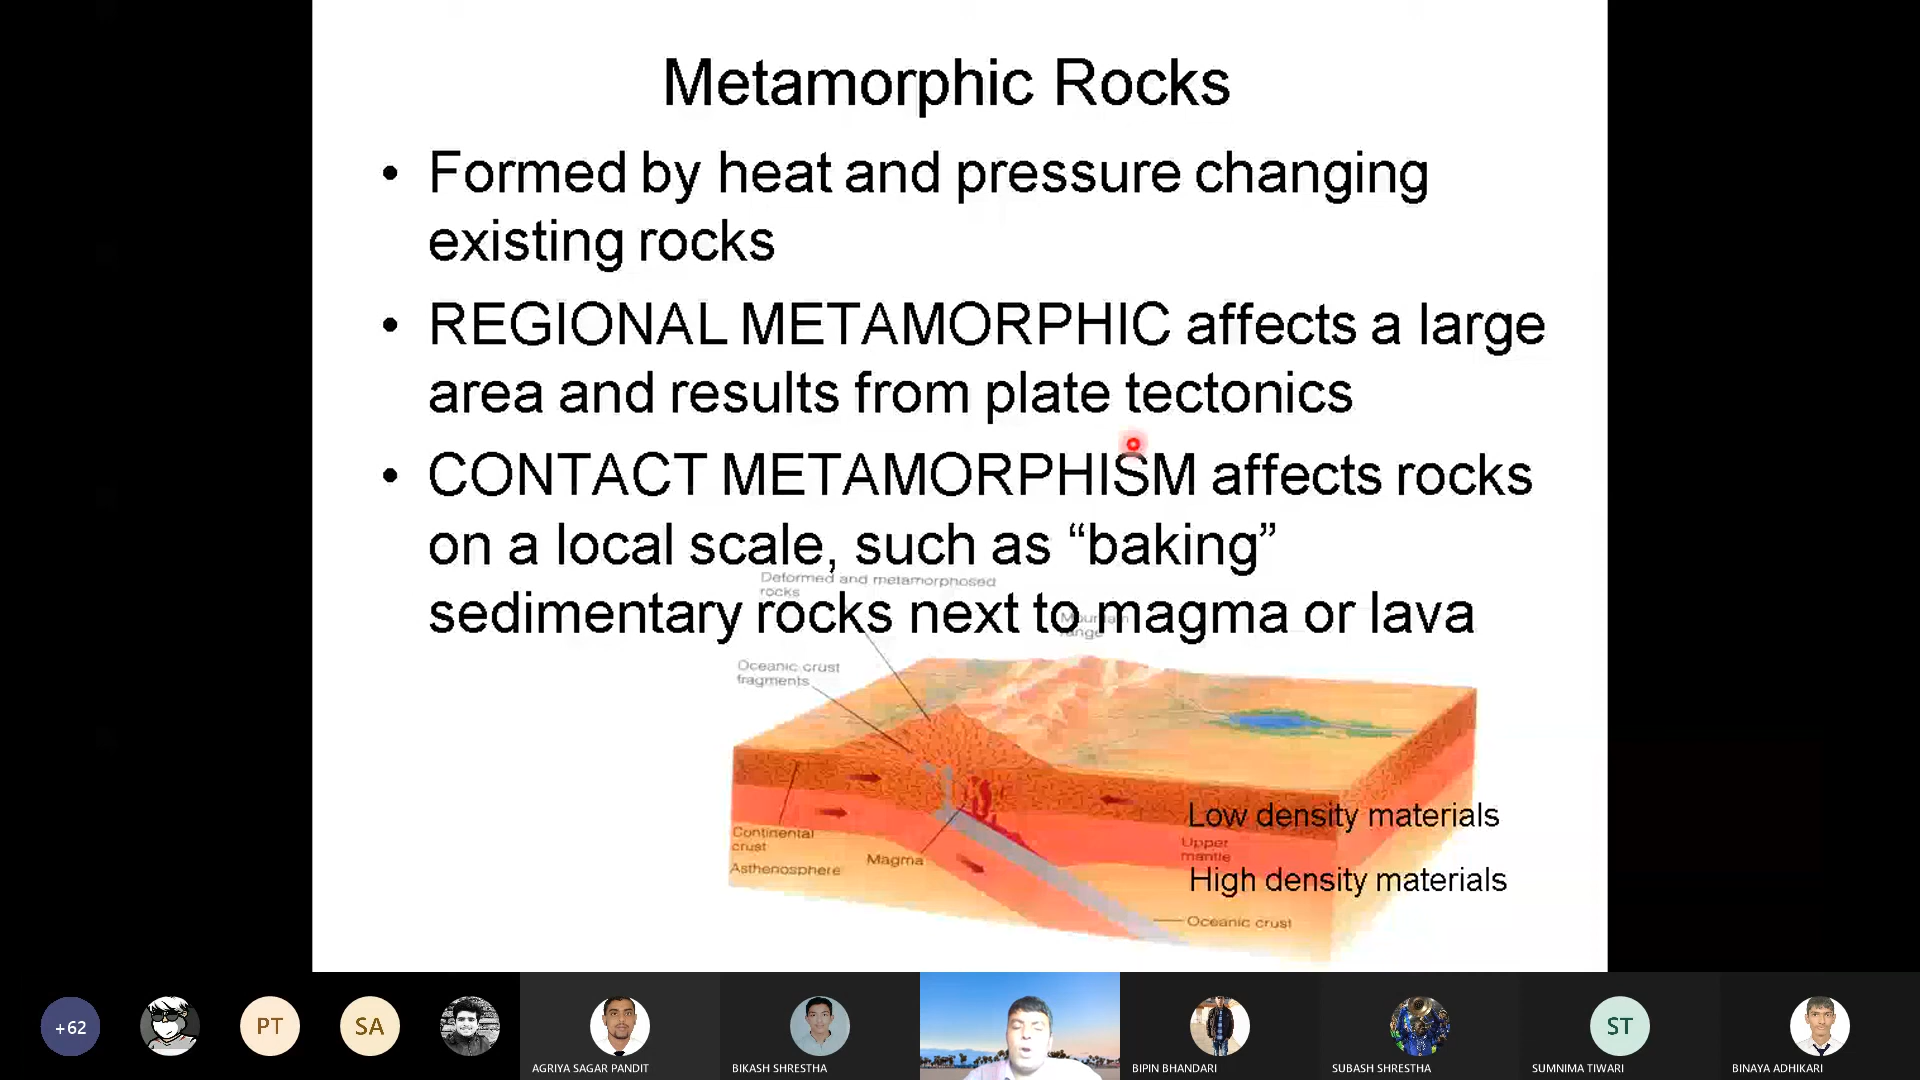 Metamorphic Rocks
• Formed by heat and pressure changing
existing rocks
• REGIONAL METAMORPHIC affects a large
area and results from plate tectonics
• CONTACT METAMORPHISM affects rocks
on a local scale, such as “baking”
sedimentary rocks next to magma or lava
Deformed and metamorphosed
rocks
Mountain
range
Oceanic crust
fragments
Low density materials
Continental
crust
Upper
mantle
Magma
Asthenosphere
High density materials
Oceanic crust
+62
PT
SA
ST
AGRIYA SAGAR PANDIT
BIKASH SHRESTHA
BIPIN BHANDARI
SUBASH SHRESTHA
SUMNIMA TIWARI
BINAYA ADHIKARI